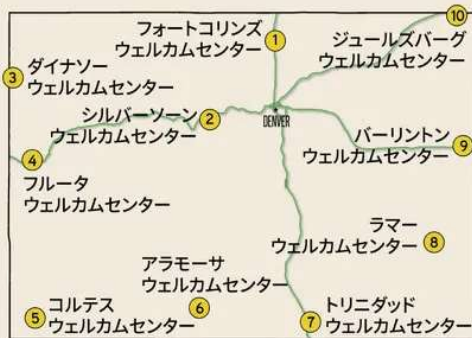 フォートコリンズ
ウェルカムセンター
1
10
ジュールズバーグ
ウェルカムセンター
3
ダイナソー
ウェルカムセンター
シルバーソーン
ウェルカムセンター
2
DENVER
バーリントン
ウェルカムセンター
9
4
フルータ
ウェルカムセンター
ラマー
ウェルカムセンター
8
アラモーサ
ウェルカムセンター
6
5
コルテス
ウェルカムセンター
7
トリニダッド
ウェルカムセンター